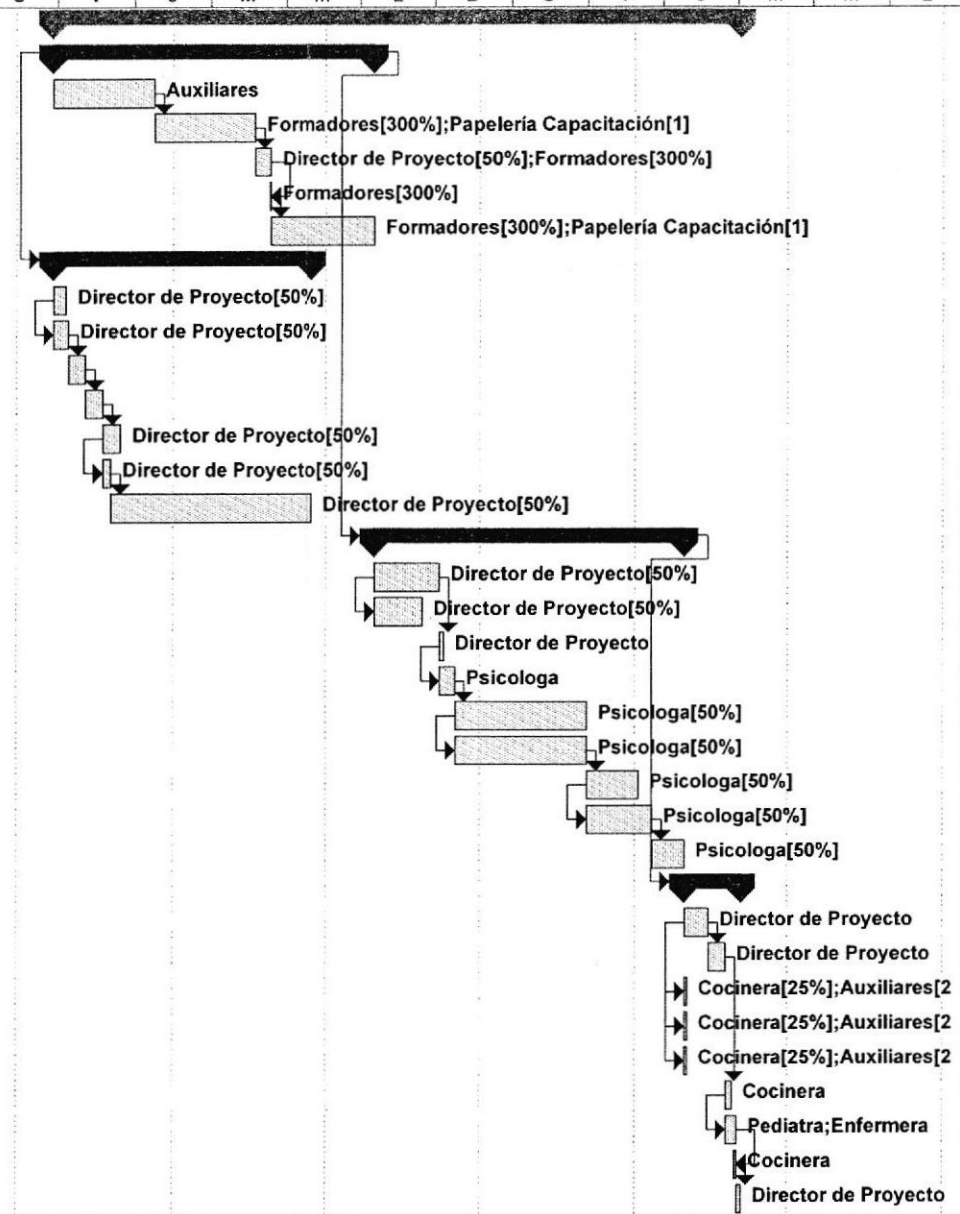 Auxiliares
Formadores[300%];Papelería Capacitación[1]
Director de Proyecto[50%];Formadores[300%]
Formadores[300%]
Formadores[300%];Papelería Capacitación[1]
Director de Proyecto[50%]
Director de Proyecto[50%]
Director de Proyecto[50%]
Director de Proyecto[50%]
Director de Proyecto[50%]
Director de Proyecto[50%]
Director de Proyecto[50%]
Director de Proyecto
Psicologa
Psicologa[50%]
Psicologa[50%]
Psicologa[50%]
Psicologa[50%]
Psicologa[50%]
Director de Proyecto
Director de Proyecto
Cocinera[25%];Auxiliares[2
Cocinera[25%];Auxiliares[2
Cocinera[25%];Auxiliares[2
Cocinera
Pediatra;Enfermera
Cocinera
Director de Proyecto